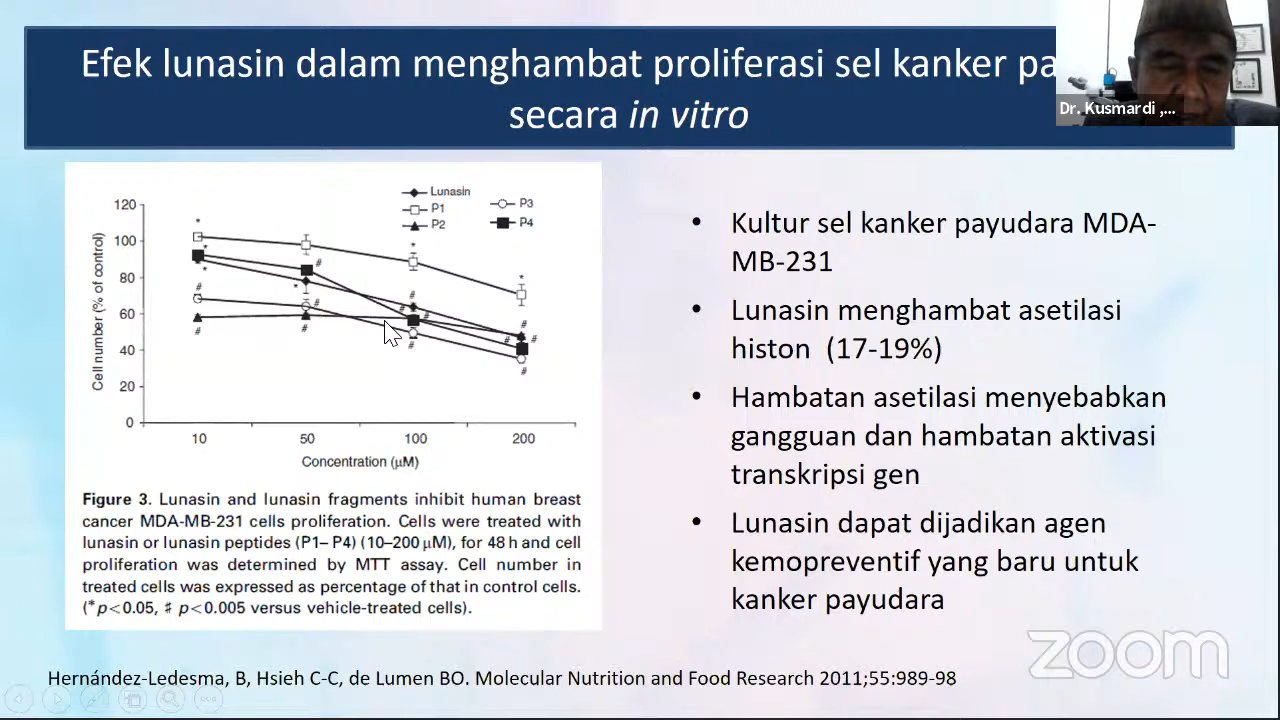 Efek lunasin dalam menghambat proliferasi sel kanker pa
secara in vitro
Dr. Kusmardi ,...
Lunasin
P1
P2
P3
P4
120
100
80
60
40
20
0
Cell number (% of control)
10
50
100
200
Concentration (μM)
Figure 3. Lunasin and lunasin fragments inhibit human breast
cancer MDA-MB-231 cells proliferation. Cells were treated with
lunasin or lunasin peptides (P1– P4) (10–200 μM), for 48 h and cell
proliferation was determined by MTT assay. Cell number in
treated cells was expressed as percentage of that in control cells.
(*p<0.05, ♯ p<0.005 versus vehicle-treated cells).
• Kultur sel kanker payudara MDA-
MB-231
• Lunasin menghambat asetilasi
histon (17-19%)
• Hambatan asetilasi menyebabkan
gangguan dan hambatan aktivasi
transkripsi gen
• Lunasin dapat dijadikan agen
kemopreventif yang baru untuk
kanker payudara
zoom
Hernández-Ledesma, B, Hsieh C-C, de Lumen BO. Molecular Nutrition and Food Research 2011;55:989-98